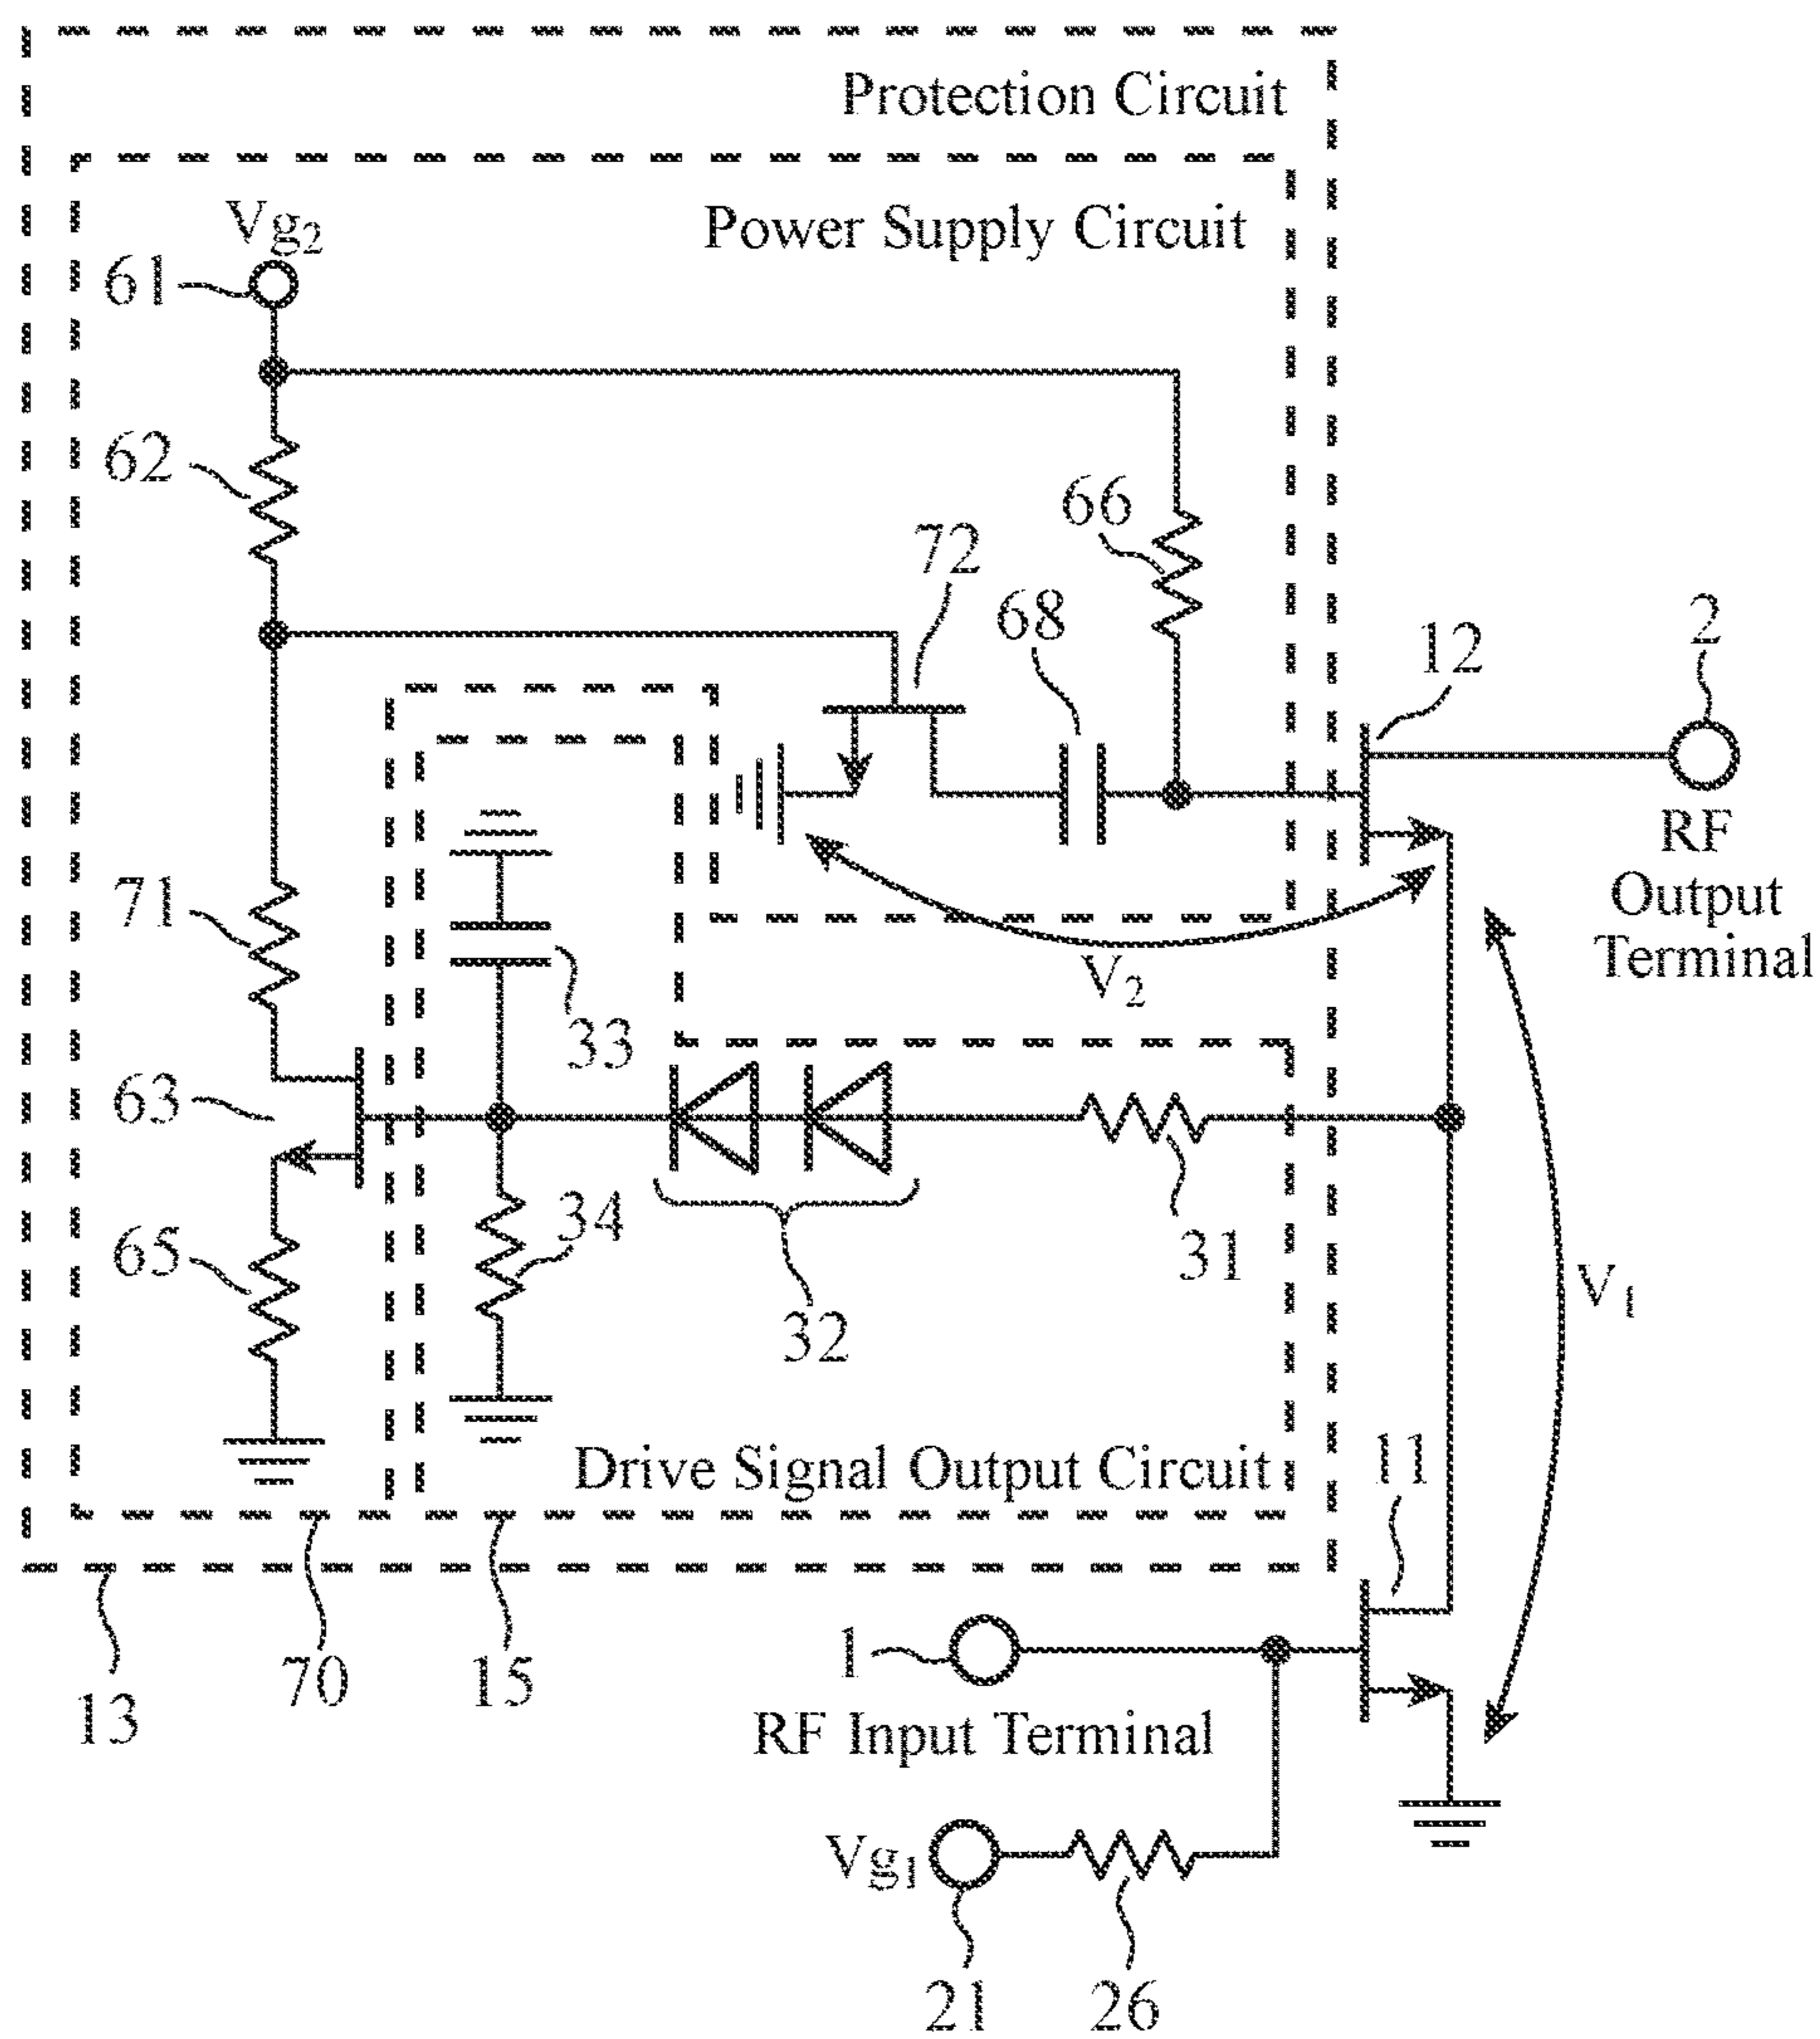 Protection Circuit
Power Supply Circuit
Vg2
61
62
66
72
68
12
2
RF
Output
Terminal
71
33
V2
63
34
31
65
32
V1
Drive Signal Output Circuit
11
1
70
15
13
RF Input Terminal
Vg1
21
26